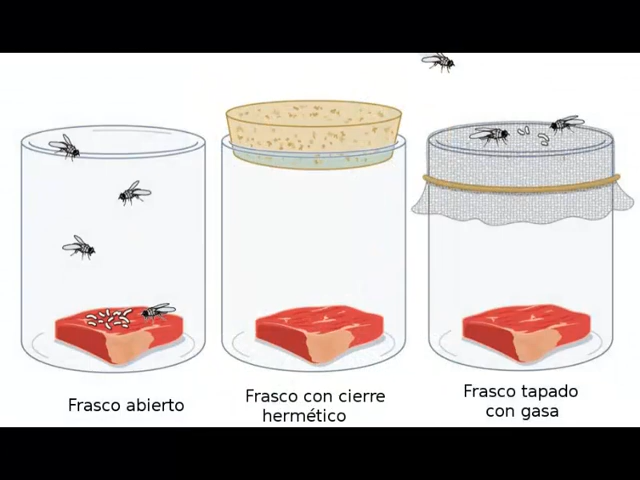 Frasco abierto
Frasco con cierre
hermético
Frasco tapado
con gasa